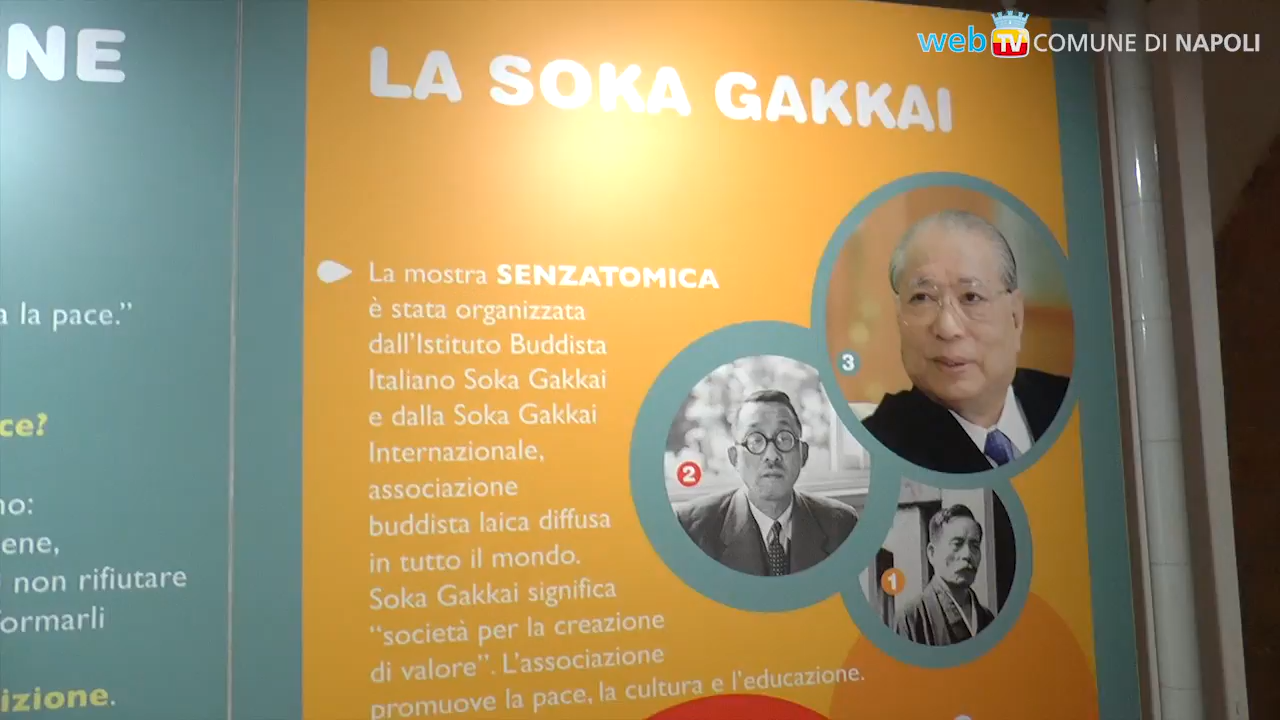 web TV COMUNE DI NAPOLI
NE
a la pace.”
ce?
no:
ene,
non rifiutare
ormarli
izione.
LA SOKA GAKKAI
La mostra SENZATOMICA
è stata organizzata
dall’Istituto Buddista
Italiano Soka Gakkai
e dalla Soka Gakkai
Internazionale,
associazione
buddista laica diffusa
in tutto il mondo.
Soka Gakkai significa
“società per la creazione
di valore”. L’associazione
promuove la pace, la cultura e l’educazione.
3
2
1